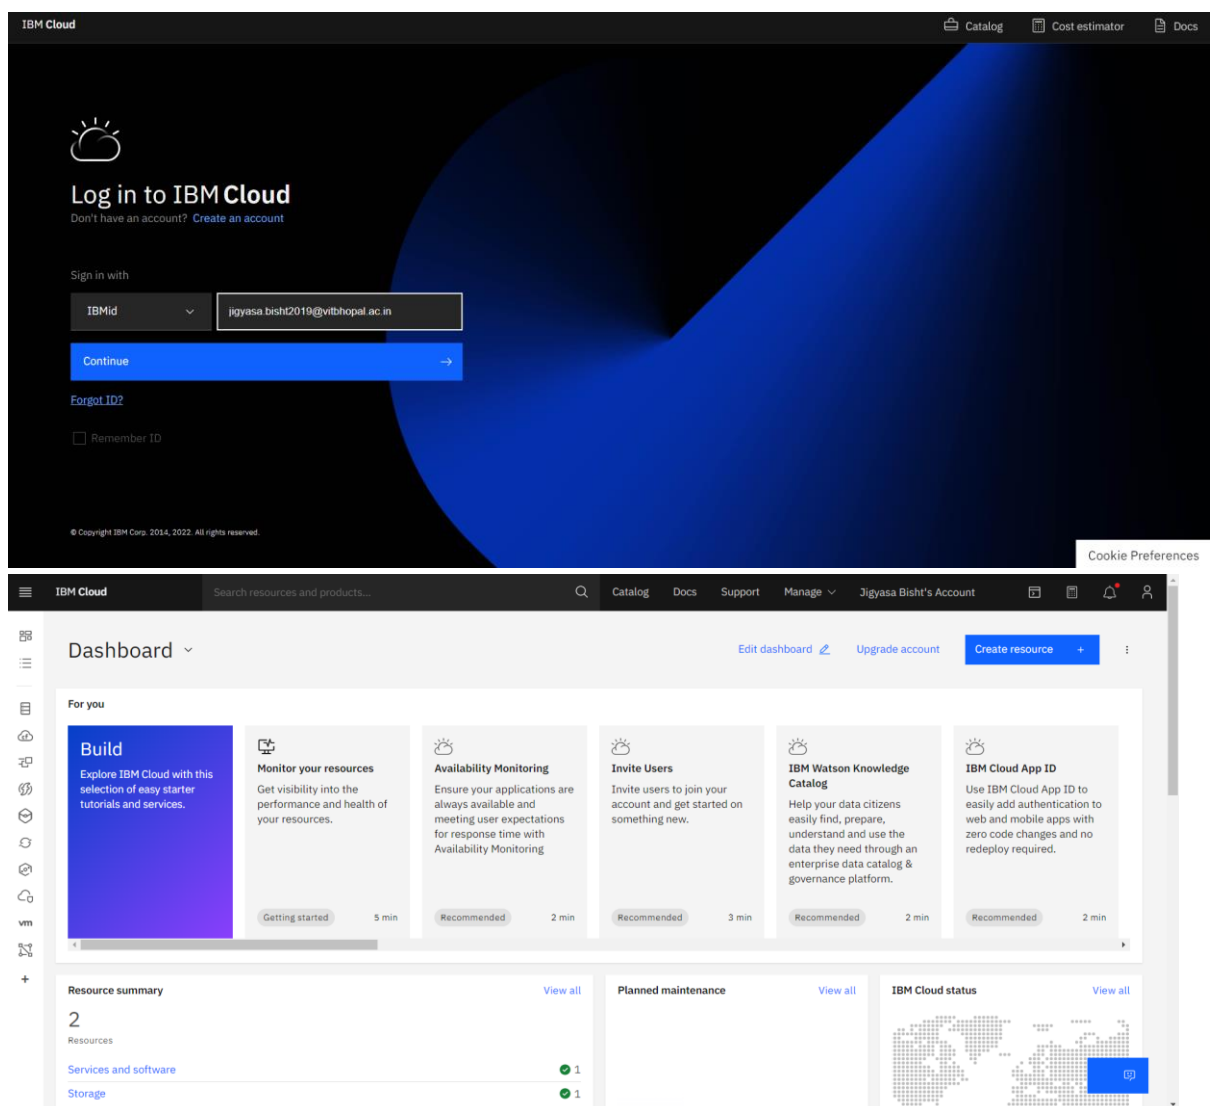 IBM Cloud
Catalog
Cost estimator
Docs
Log in to IBM Cloud
Don't have an account? Create an account
Sign in with
IBMid
jigyasa.bisht2019@vitbhopal.ac.in
Continue
Forgot ID?
Remember ID
© Copyright IBM Corp. 2014, 2022. All rights reserved.
Cookie Preferences
IBM Cloud
Search resources and products...
Catalog
Docs
Support
Manage
Jigyasa Bisht's Account
Dashboard
Edit dashboard
Upgrade account
Create resource +
For you
Build
Explore IBM Cloud with this
selection of easy starter
tutorials and services.
Monitor your resources
Get visibility into the
performance and health of
your resources.
Getting started
5 min
Availability Monitoring
Ensure your applications are
always available and
meeting user expectations
for response time with
Availability Monitoring
Recommended
2 min
Invite Users
Invite users to join your
account and get started on
something new.
Recommended
3 min
IBM Watson Knowledge
Catalog
Help your data citizens
easily find, prepare,
understand and use the
data they need through an
enterprise data catalog &
governance platform.
Recommended
2 min
IBM Cloud App ID
Use IBM Cloud App ID to
easily add authentication to
web and mobile apps with
zero code changes and no
redeploy required.
Recommended
2 min
vm
Resource summary
View all
2
Resources
Services and software
1
Storage
1
Planned maintenance
View all
IBM Cloud status
View all